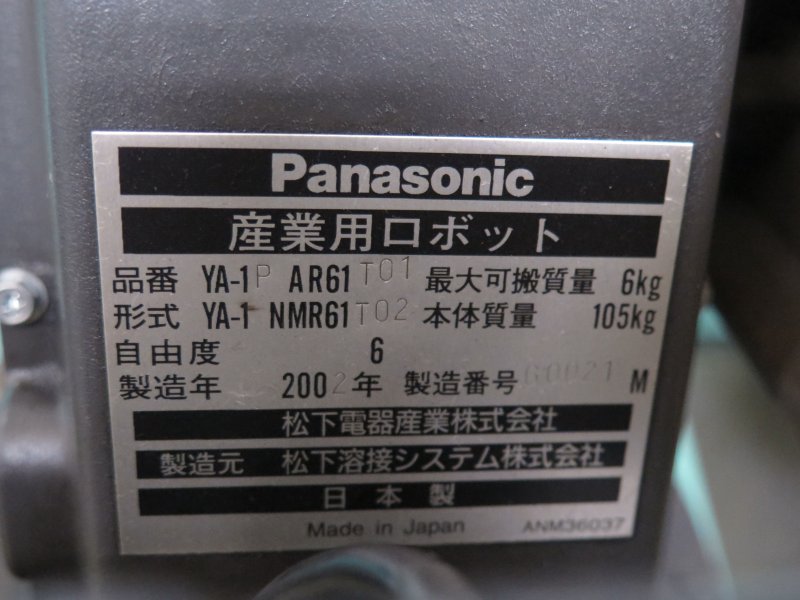 Panasonic
産業用ロボット
品番 YA-1P AR61T01 最大可搬質量 6kg
形式 YA-1 NMR61T02 本体質量 105kg
自由度 6
製造年 2002年 製造番号 M
松下電器産業株式会社
製造元 松下溶接システム株式会社
日本製
Made in Japan ANM36037